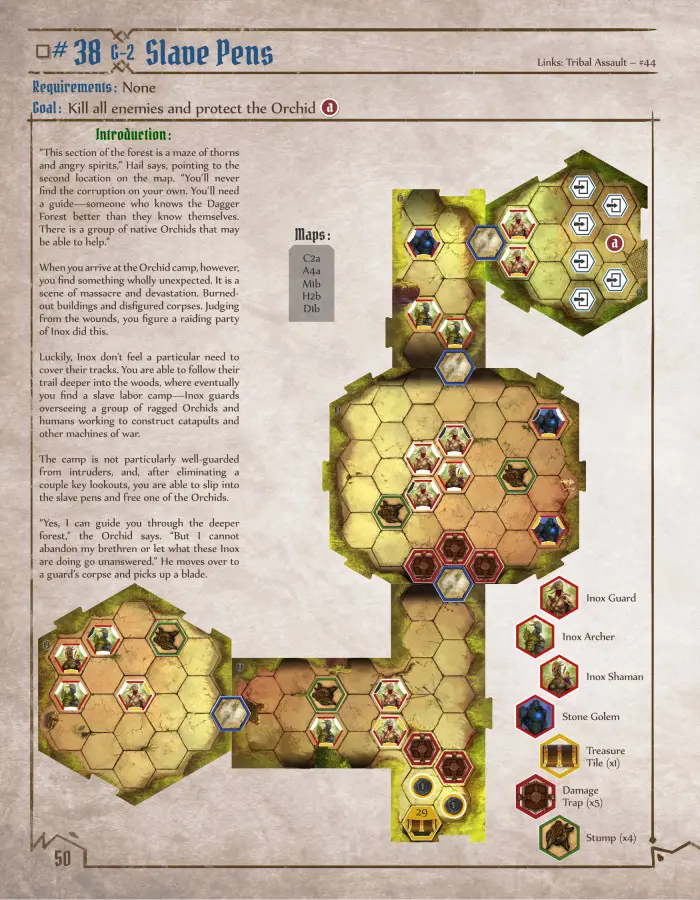 #38 G-2 Slave Pens
Links: Tribal Assault – #44
Requirements: None
Goal: Kill all enemies and protect the Orchid a
Introduction:
"This section of the forest is a maze of thorns
and angry spirits," Hail says, pointing to the
second location on the map. "You'll never
find the corruption on your own. You'll need
a guide—someone who knows the Dagger
Forest better than they know themselves.
There is a group of native Orchids that may
be able to help."
When you arrive at the Orchid camp, however,
you find something wholly unexpected. It is a
scene of massacre and devastation. Burned-
out buildings and disfigured corpses. Judging
from the wounds, you figure a raiding party
of Inox did this.
Luckily, Inox don't feel a particular need to
cover their tracks. You are able to follow their
trail deeper into the woods, where eventually
you find a slave labor camp—Inox guards
overseeing a group of ragged Orchids and
humans working to construct catapults and
other machines of war.
The camp is not particularly well-guarded
from intruders, and, after eliminating a
couple key lookouts, you are able to slip into
the slave pens and free one of the Orchids.
"Yes, I can guide you through the deeper
forest," the Orchid says. "But I cannot
abandon my brethren or let what these Inox
are doing go unanswered." He moves over to
a guard's corpse and picks up a blade.
Maps:
C2a
A4a
M1b
H2b
D1b
a
1
1
29
Inox Guard
Inox Archer
Inox Shaman
Stone Golem
Treasure
Tile (x1)
Damage
Trap (x5)
Stump (x4)
50